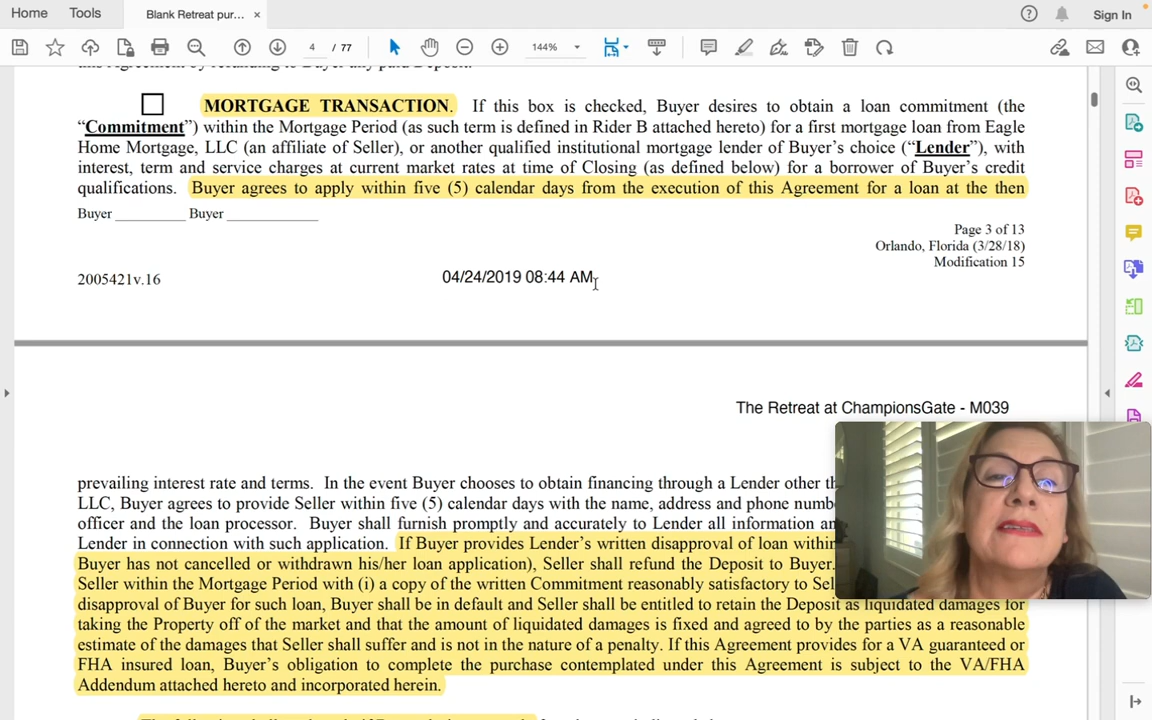 Home Tools Blank Retreat pur... × Sign In
4 / 77 144%
this Agreement by refunding to Buyer any paid Deposit.
MORTGAGE TRANSACTION. If this box is checked, Buyer desires to obtain a loan commitment (the
“Commitment”) within the Mortgage Period (as such term is defined in Rider B attached hereto) for a first mortgage loan from Eagle
Home Mortgage, LLC (an affiliate of Seller), or another qualified institutional mortgage lender of Buyer’s choice (“Lender”), with
interest, term and service charges at current market rates at time of Closing (as defined below) for a borrower of Buyer’s credit
qualifications. Buyer agrees to apply within five (5) calendar days from the execution of this Agreement for a loan at the then
Buyer __________ Buyer _____________
Page 3 of 13
Orlando, Florida (3/28/18)
Modification 15
2005421v.16 04/24/2019 08:44 AM
The Retreat at ChampionsGate - M039
prevailing interest rate and terms. In the event Buyer chooses to obtain financing through a Lender other
LLC, Buyer agrees to provide Seller within five (5) calendar days with the name, address and phone
officer and the loan processor. Buyer shall furnish promptly and accurately to Lender all information
Lender in connection with such application. If Buyer provides Lender’s written disapproval of loan
Buyer has not cancelled or withdrawn his/her loan application), Seller shall refund the Deposit to Buyer.
Seller within the Mortgage Period with (i) a copy of the written Commitment reasonably satisfactory to
disapproval of Buyer for such loan, Buyer shall be in default and Seller shall be entitled to retain the Deposit as liquidated damages for
taking the Property off of the market and that the amount of liquidated damages is fixed and agreed to by the parties as a reasonable
estimate of the damages that Seller shall suffer and is not in the nature of a penalty. If this Agreement provides for a VA guaranteed or
FHA insured loan, Buyer’s obligation to complete the purchase contemplated under this Agreement is subject to the VA/FHA
Addendum attached hereto and incorporated herein.